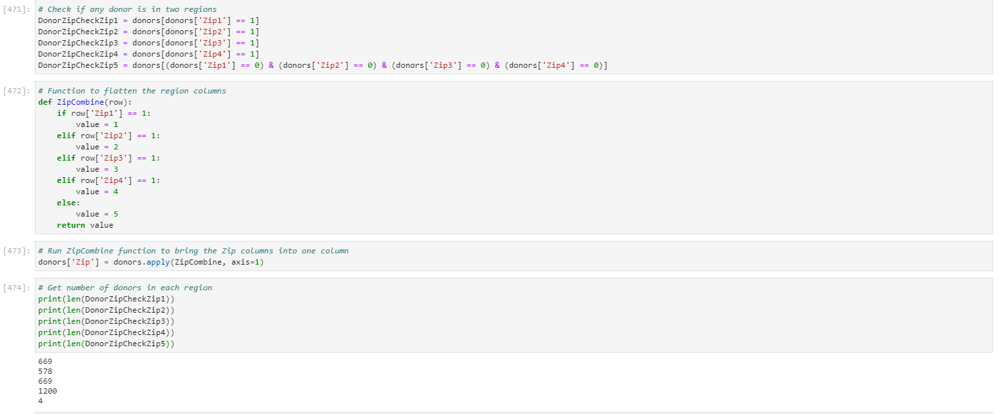 [471]: # Check if any donor is in two regions
DonorZipCheckZip1 = donors[donors['Zip1'] == 1]
DonorZipCheckZip2 = donors[donors['Zip2'] == 1]
DonorZipCheckZip3 = donors[donors['Zip3'] == 1]
DonorZipCheckZip4 = donors[donors['Zip4'] == 1]
DonorZipCheckZip5 = donors[(donors['Zip1'] == 0) & (donors['Zip2'] == 0) & (donors['Zip3'] == 0) & (donors['Zip4'] == 0)]
[472]: # Function to flatten the region columns
def ZipCombine(row):
    if row['Zip1'] == 1:
        value = 1
    elif row['Zip2'] == 1:
        value = 2
    elif row['Zip3'] == 1:
        value = 3
    elif row['Zip4'] == 1:
        value = 4
    else:
        value = 5
    return value
[473]: # Run ZipCombine function to bring the Zip columns into one column
donors['Zip'] = donors.apply(ZipCombine, axis=1)
[474]: # Get number of donors in each region
print(len(DonorZipCheckZip1))
print(len(DonorZipCheckZip2))
print(len(DonorZipCheckZip3))
print(len(DonorZipCheckZip4))
print(len(DonorZipCheckZip5))
669
578
669
1200
4